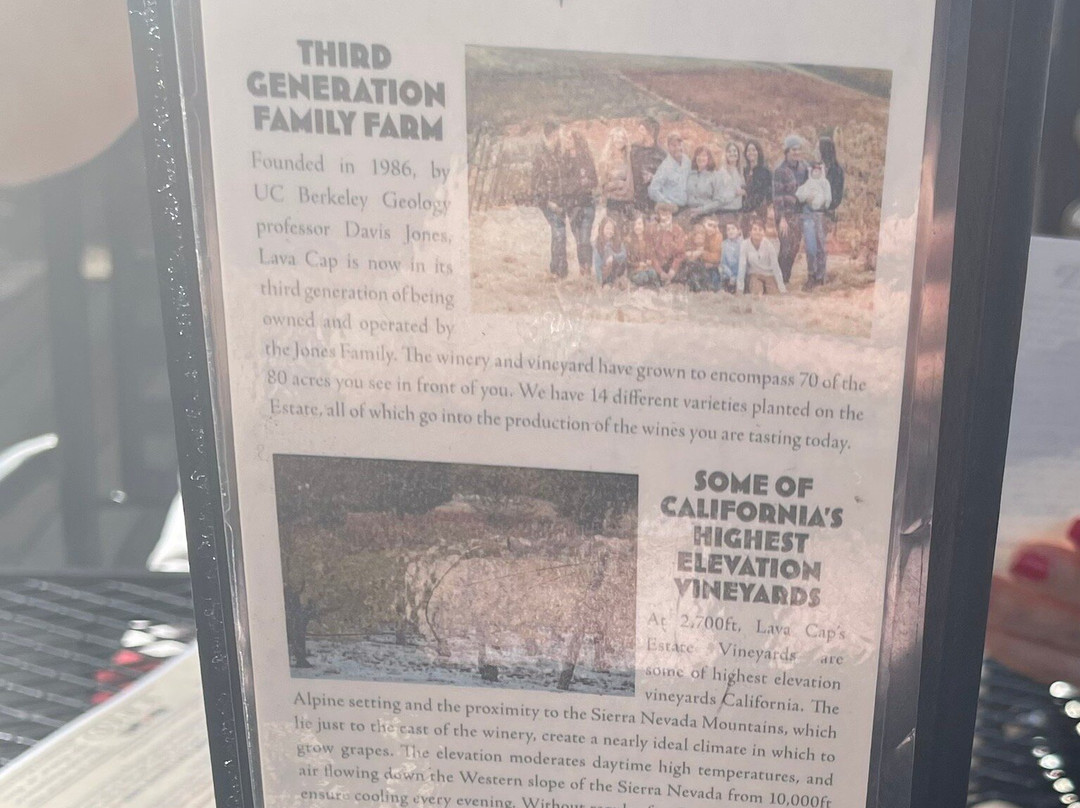 THIRD
GENERATION
FAMILY FARM
Founded in 1986, by
UC Berkeley Geology
professor Davis Jones,
Lava Cap is now in its
third generation of being
owned and operated by
the Jones Family. The winery and vineyard have grown to encompass 70 of the
80 acres you see in front of you. We have 14 different varieties planted on the
Estate, all of which go into the production of the wines you are tasting today.
SOME OF
CALIFORNIA'S
HIGHEST
ELEVATION
VINEYARDS
At 2,700ft, Lava Cap's
Estate Vineyards are
some of highest elevation
vineyards California. The
Alpine setting and the proximity to the Sierra Nevada Mountains, which
lie just to the east of the winery, create a nearly ideal climate in which to
grow grapes. The elevation moderates daytime high temperatures, and
air flowing down the Western slope of the Sierra Nevada from 10,000ft
ensure cooling every evening. Without